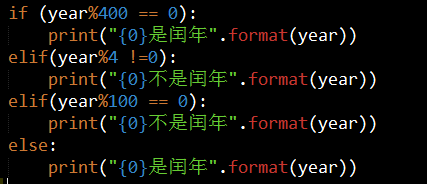 if (year%400 == 0):
    print("{0}是闰年".format(year))
elif(year%4 !=0):
    print("{0}不是闰年".format(year))
elif(year%100 == 0):
    print("{0}不是闰年".format(year))
else:
    print("{0}是闰年".format(year))